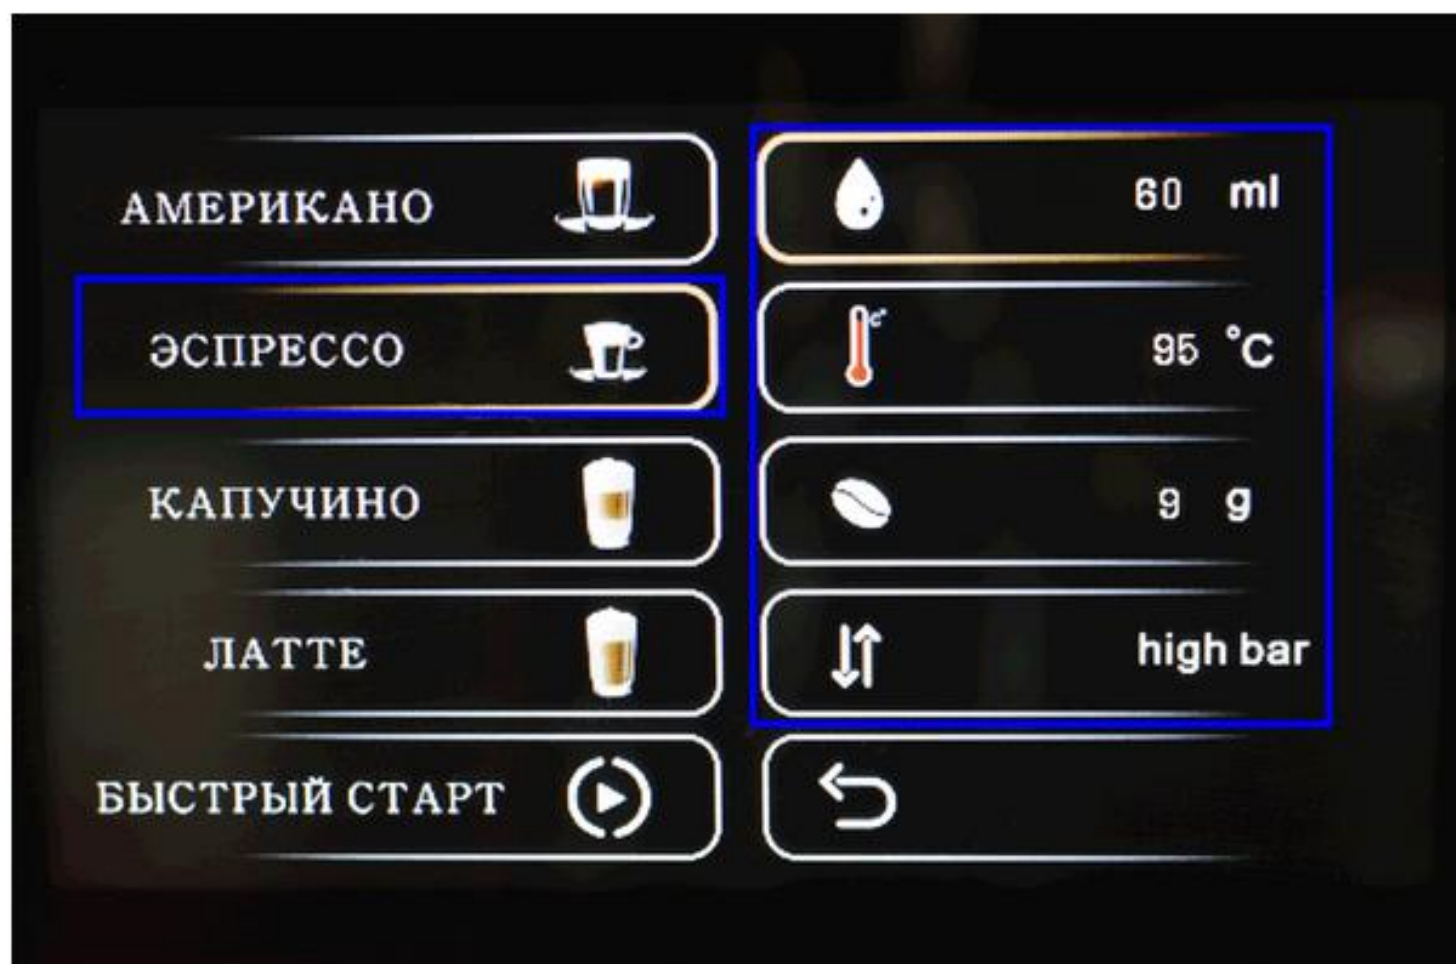 АМЕРИКАНО
60 ml
ЭСПРЕССО
95 °C
КАПУЧИНО
9 g
ЛАТТЕ
high bar
БЫСТРЫЙ СТАРТ